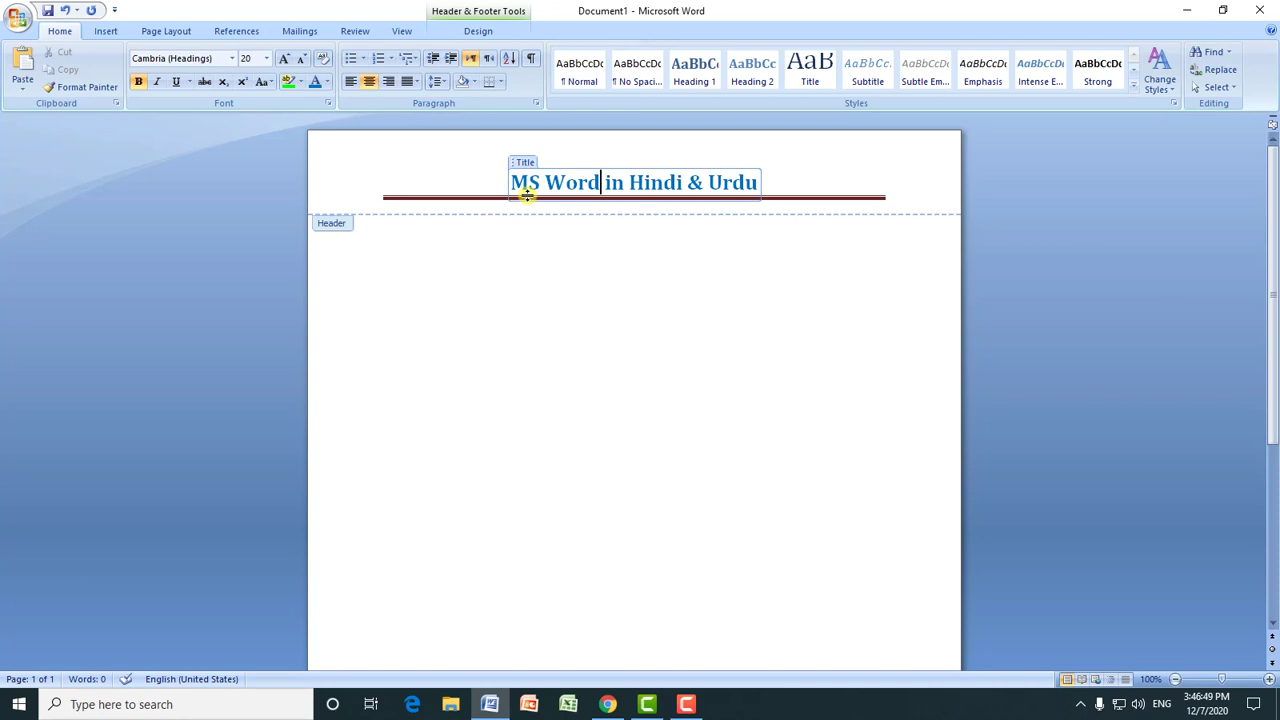 Header & Footer Tools
Document1 - Microsoft Word
Home Insert Page Layout References Mailings Review View Design
Paste
Cut
Copy
Format Painter
Clipboard
Cambria (Headings) 20
B I U abc X₂ X² Aa
Font
Paragraph
AaBbCcDc AaBbCcDc AaBbC AaBbCc AaB AaBbCc. AaBbCcDc AaBbCcDc AaBbCcDc AaBbCcDc
¶ Normal ¶ No Spaci... Heading 1 Heading 2 Title Subtitle Subtle Em... Emphasis Intense E... Strong
Change Styles
Styles
Find
Replace
Select
Editing
Title
MS Word in Hindi & Urdu
Header
Page: 1 of 1 Words: 0 English (United States) 100%
Type here to search
ENG
3:46:49 PM
12/7/2020